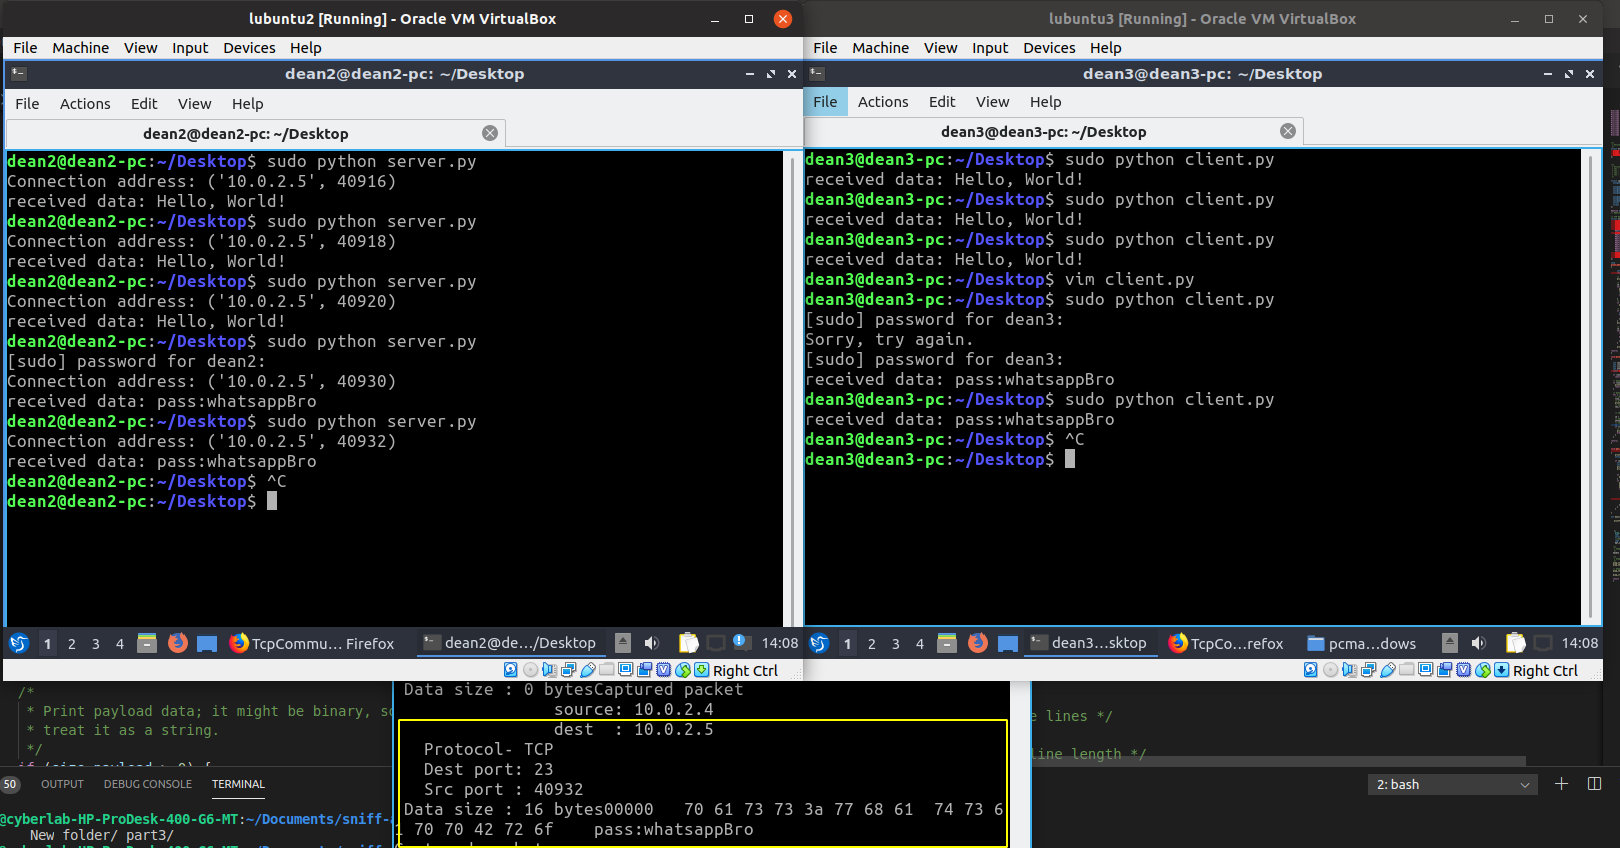 lubuntu2 [Running] - Oracle VM VirtualBox
File Machine View Input Devices Help
dean2@dean2-pc: ~/Desktop
File Actions Edit View Help
dean2@dean2-pc: ~/Desktop
dean2@dean2-pc:~/Desktop$ sudo python server.py
Connection address: ('10.0.2.5', 40916)
received data: Hello, World!
dean2@dean2-pc:~/Desktop$ sudo python server.py
Connection address: ('10.0.2.5', 40918)
received data: Hello, World!
dean2@dean2-pc:~/Desktop$ sudo python server.py
Connection address: ('10.0.2.5', 40920)
received data: Hello, World!
dean2@dean2-pc:~/Desktop$ sudo python server.py
[sudo] password for dean2:
Connection address: ('10.0.2.5', 40930)
received data: pass:whatsappBro
dean2@dean2-pc:~/Desktop$ sudo python server.py
Connection address: ('10.0.2.5', 40932)
received data: pass:whatsappBro
dean2@dean2-pc:~/Desktop$ ^C
dean2@dean2-pc:~/Desktop$
1 2 3 4 TcpCommu… Firefox dean2@de…/Desktop 14:08
Right Ctrl
lubuntu3 [Running] - Oracle VM VirtualBox
File Machine View Input Devices Help
dean3@dean3-pc: ~/Desktop
File Actions Edit View Help
dean3@dean3-pc: ~/Desktop
dean3@dean3-pc:~/Desktop$ sudo python client.py
received data: Hello, World!
dean3@dean3-pc:~/Desktop$ sudo python client.py
received data: Hello, World!
dean3@dean3-pc:~/Desktop$ sudo python client.py
received data: Hello, World!
dean3@dean3-pc:~/Desktop$ vim client.py
dean3@dean3-pc:~/Desktop$ sudo python client.py
[sudo] password for dean3:
Sorry, try again.
[sudo] password for dean3:
received data: pass:whatsappBro
dean3@dean3-pc:~/Desktop$ sudo python client.py
received data: pass:whatsappBro
dean3@dean3-pc:~/Desktop$ ^C
dean3@dean3-pc:~/Desktop$
1 2 3 4 dean3…sktop TcpCo…refox pcma…dows 14:08
Right Ctrl
/*
* Print payload data; it might be binary, so
* treat it as a string.
*/
50 OUTPUT DEBUG CONSOLE TERMINAL
@cyberlab-HP-ProDesk-400-G6-MT:~/Documents/sniff-
New folder/ part3/
Data size : 0 bytesCaptured packet
source: 10.0.2.4
dest : 10.0.2.5
Protocol- TCP
Dest port: 23
Src port : 40932
Data size : 16 bytes00000 70 61 73 73 3a 77 68 61 74 73 6
1 70 70 42 72 6f pass:whatsappBro
e lines */
line length */
2: bash